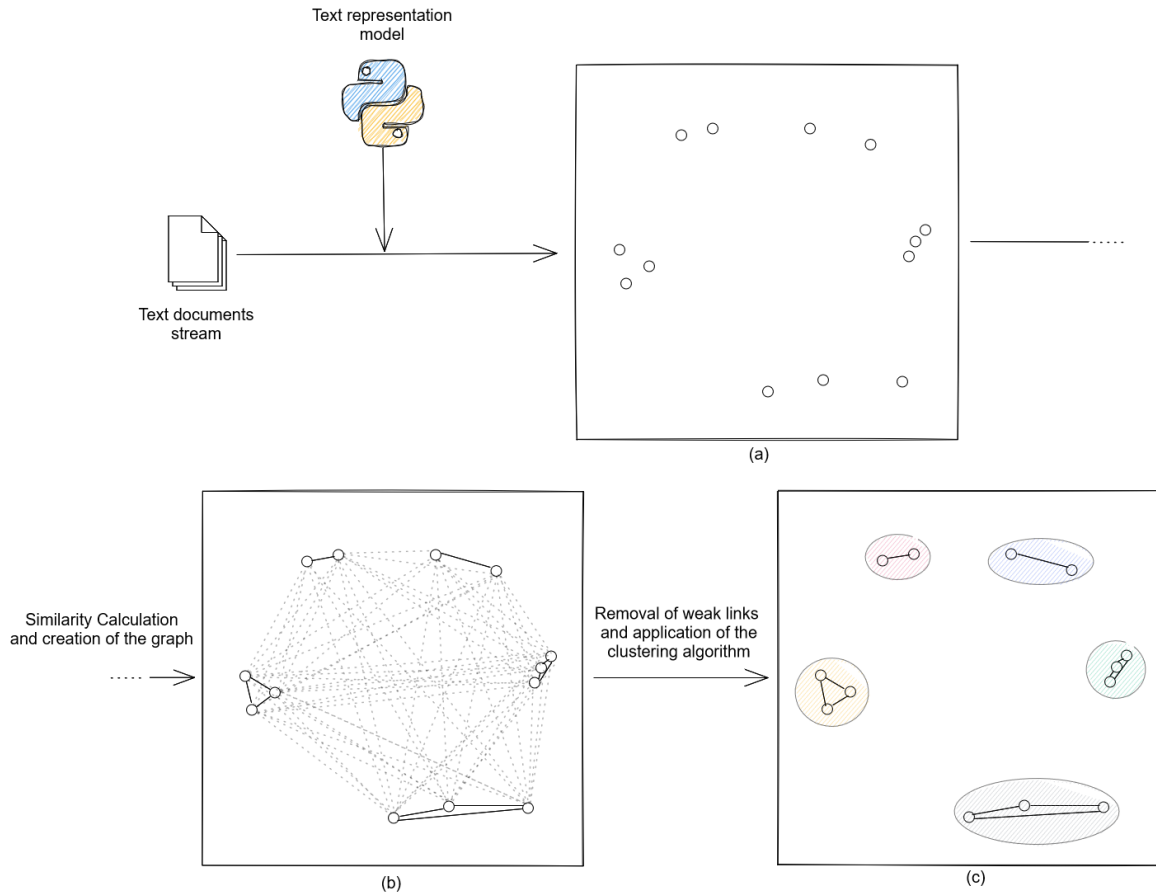 Text representation
model
Text documents
stream
(a)
Similarity Calculation
and creation of the graph
Removal of weak links
and application of the
clustering algorithm
(b)
(c)